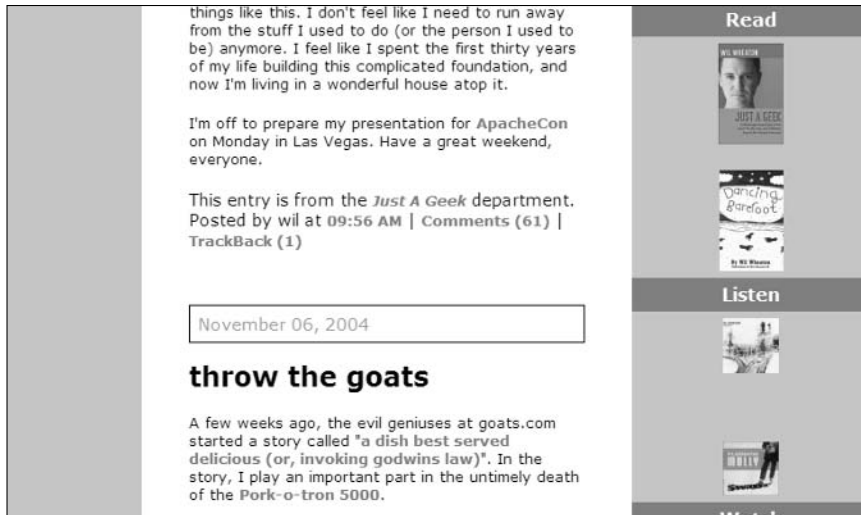 things like this. I don't feel like I need to run away
from the stuff I used to do (or the person I used to
be) anymore. I feel like I spent the first thirty years
of my life building this complicated foundation, and
now I'm living in a wonderful house atop it.
I'm off to prepare my presentation for ApacheCon
on Monday in Las Vegas. Have a great weekend,
everyone.
This entry is from the Just A Geek department.
Posted by wil at 09:56 AM | Comments (61) |
TrackBack (1)
November 06, 2004
throw the goats
A few weeks ago, the evil geniuses at goats.com
started a story called "a dish best served
delicious (or, invoking godwins law)". In the
story, I play an important part in the untimely death
of the Pork-o-tron 5000.
Read
WIL WHEATON
JUST A GEEK
Dancing
Barefoot
By Wil Wheaton
Listen